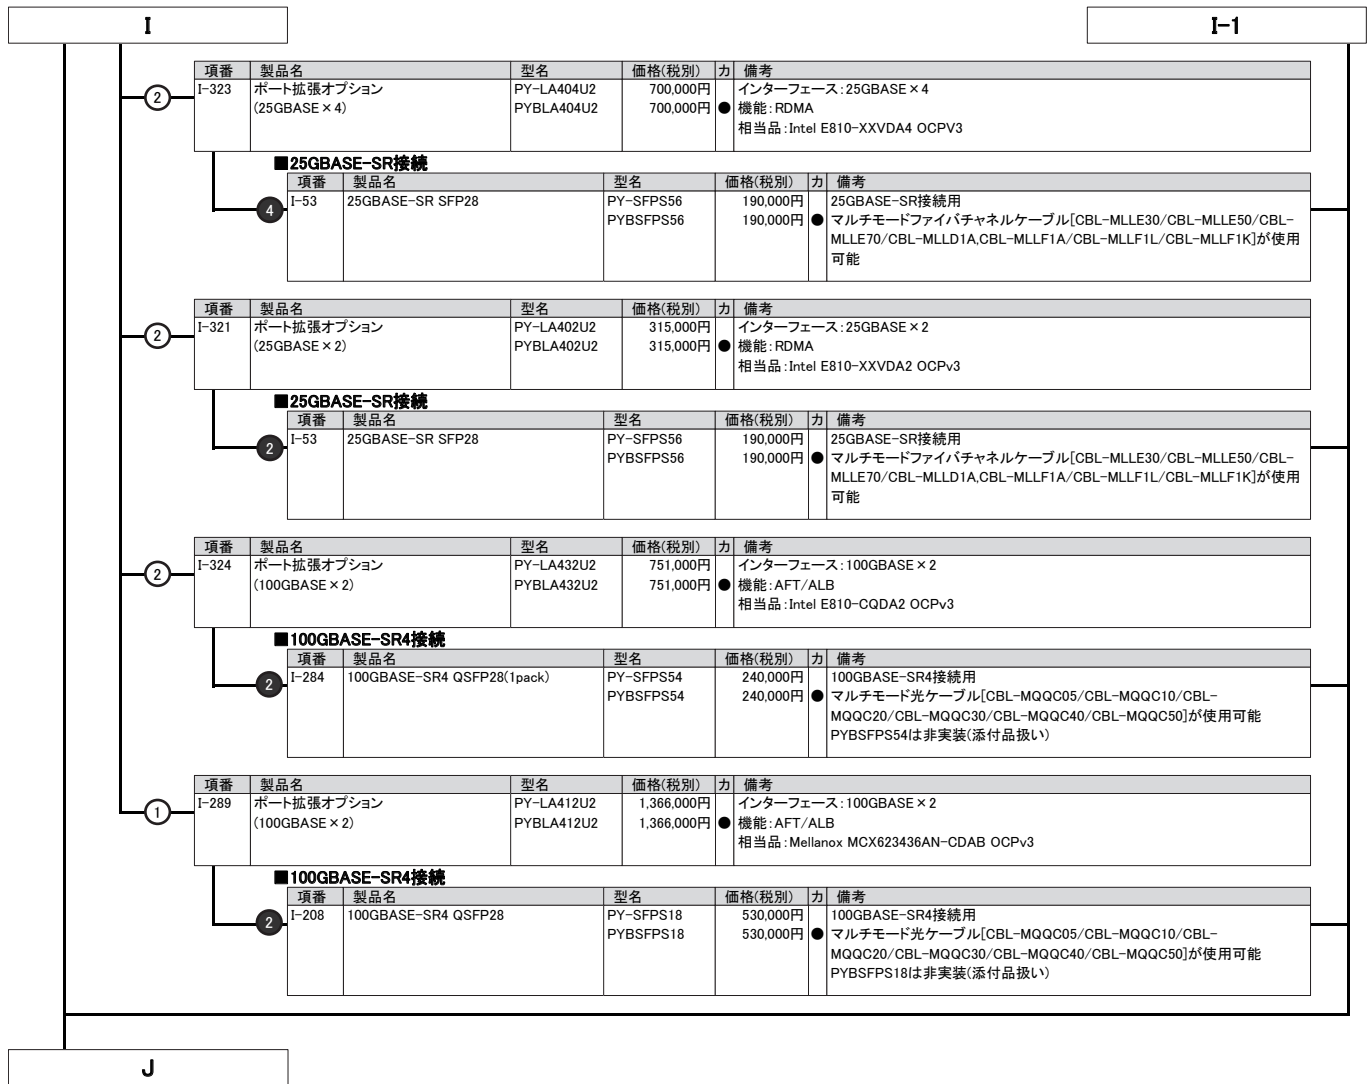 I
I-1
項番 製品名 型名 価格(税別) カ 備考
② I-323 ポート拡張オプション PY-LA404U2 700,000円 インターフェース:25GBASE×4
(25GBASE×4) PYBLA404U2 700,000円 ● 機能:RDMA
相当品:Intel E810-XXVDA4 OCPV3
■25GBASE-SR接続
項番 製品名 型名 価格(税別) カ 備考
4 I-53 25GBASE-SR SFP28 PY-SFPS56 190,000円 25GBASE-SR接続用
PYBSFPS56 190,000円 ● マルチモードファイバチャネルケーブル[CBL-MLLE30/CBL-MLLE50/CBL-
MLLE70/CBL-MLLD1A,CBL-MLLF1A/CBL-MLLF1L/CBL-MLLF1K]が使用
可能
項番 製品名 型名 価格(税別) カ 備考
② I-321 ポート拡張オプション PY-LA402U2 315,000円 インターフェース:25GBASE×2
(25GBASE×2) PYBLA402U2 315,000円 ● 機能:RDMA
相当品:Intel E810-XXVDA2 OCPv3
■25GBASE-SR接続
項番 製品名 型名 価格(税別) カ 備考
2 I-53 25GBASE-SR SFP28 PY-SFPS56 190,000円 25GBASE-SR接続用
PYBSFPS56 190,000円 ● マルチモードファイバチャネルケーブル[CBL-MLLE30/CBL-MLLE50/CBL-
MLLE70/CBL-MLLD1A,CBL-MLLF1A/CBL-MLLF1L/CBL-MLLF1K]が使用
可能
項番 製品名 型名 価格(税別) カ 備考
② I-324 ポート拡張オプション PY-LA432U2 751,000円 インターフェース:100GBASE×2
(100GBASE×2) PYBLA432U2 751,000円 ● 機能:AFT/ALB
相当品:Intel E810-CQDA2 OCPv3
■100GBASE-SR4接続
項番 製品名 型名 価格(税別) カ 備考
2 I-284 100GBASE-SR4 QSFP28(1pack) PY-SFPS54 240,000円 100GBASE-SR4接続用
PYBSFPS54 240,000円 ● マルチモード光ケーブル[CBL-MQQC05/CBL-MQQC10/CBL-
MQQC20/CBL-MQQC30/CBL-MQQC40/CBL-MQQC50]が使用可能
PYBSFPS54は非実装(添付品扱い)
項番 製品名 型名 価格(税別) カ 備考
① I-289 ポート拡張オプション PY-LA412U2 1,366,000円 インターフェース:100GBASE×2
(100GBASE×2) PYBLA412U2 1,366,000円 ● 機能:AFT/ALB
相当品:Mellanox MCX623436AN-CDAB OCPv3
■100GBASE-SR4接続
項番 製品名 型名 価格(税別) カ 備考
2 I-208 100GBASE-SR4 QSFP28 PY-SFPS18 530,000円 100GBASE-SR4接続用
PYBSFPS18 530,000円 ● マルチモード光ケーブル[CBL-MQQC05/CBL-MQQC10/CBL-
MQQC20/CBL-MQQC30/CBL-MQQC40/CBL-MQQC50]が使用可能
PYBSFPS18は非実装(添付品扱い)
J